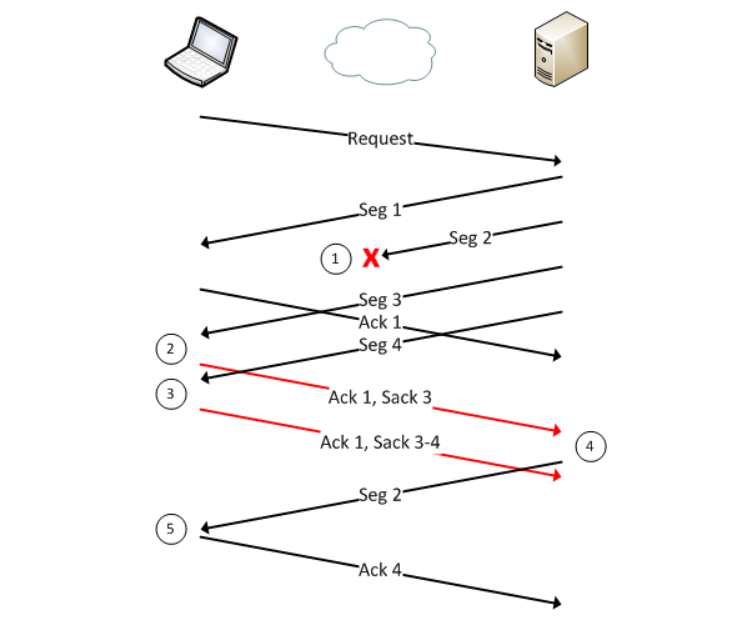 Request
Seg 1
Seg 2
1 X
Seg 3
Ack 1
Seg 4
2
3
Ack 1, Sack 3
Ack 1, Sack 3-4
4
Seg 2
5
Ack 4